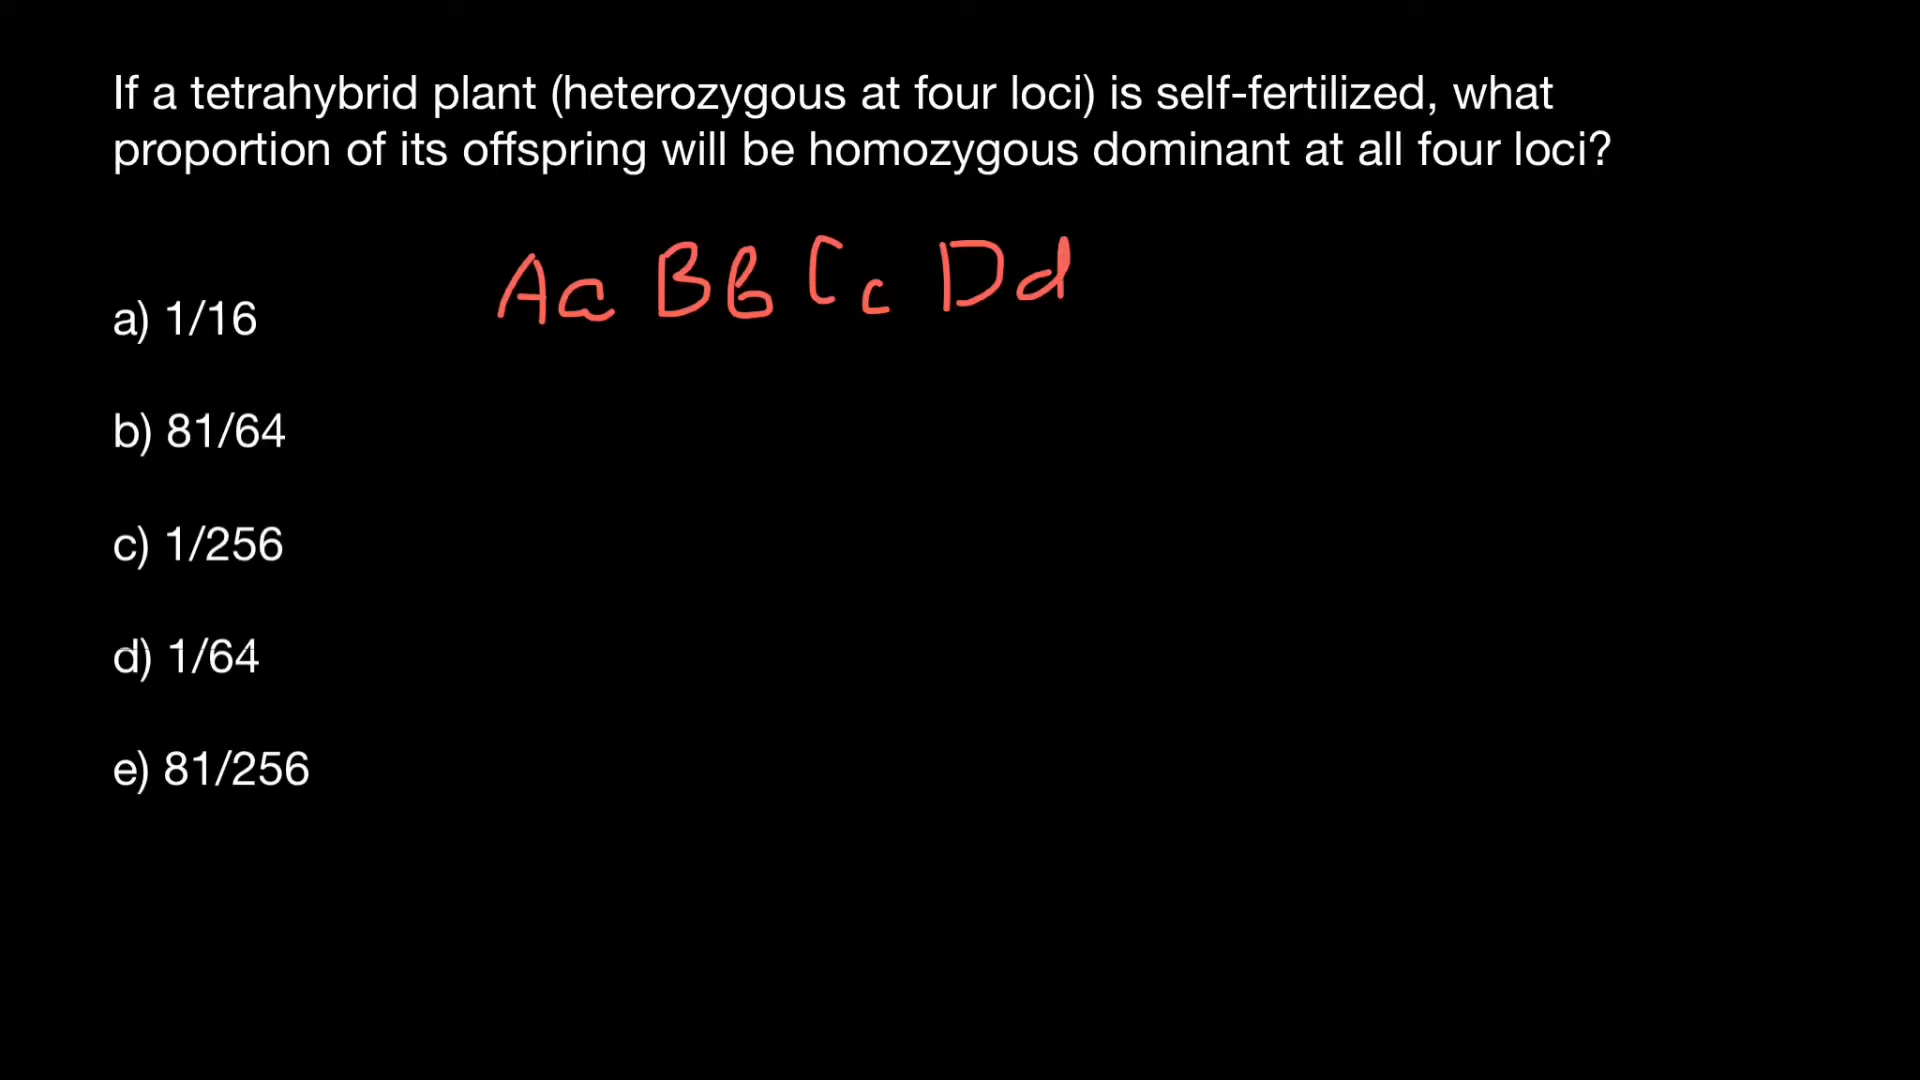 If a tetrahybrid plant (heterozygous at four loci) is self-fertilized, what
proportion of its offspring will be homozygous dominant at all four loci?
Aa Bb Cc Dd
a) 1/16
b) 81/64
c) 1/256
d) 1/64
e) 81/256